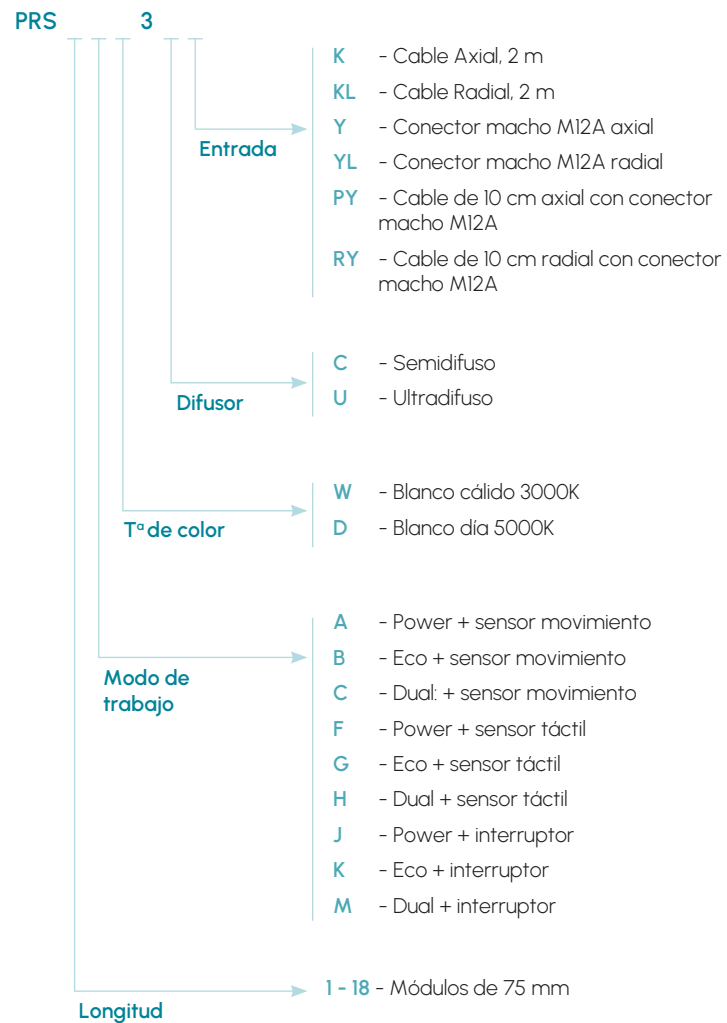 PRS 3
K - Cable Axial, 2 m
KL - Cable Radial, 2 m
Y - Conector macho M12A axial
YL - Conector macho M12A radial
PY - Cable de 10 cm axial con conector
macho M12A
RY - Cable de 10 cm radial con conector
macho M12A
Entrada
C - Semidifuso
U - Ultradifuso
Difusor
W - Blanco cálido 3000K
D - Blanco día 5000K
Tª de color
A - Power + sensor movimiento
B - Eco + sensor movimiento
C - Dual: + sensor movimiento
F - Power + sensor táctil
G - Eco + sensor táctil
H - Dual + sensor táctil
J - Power + interruptor
K - Eco + interruptor
M - Dual + interruptor
Modo de
trabajo
1 - 18 - Módulos de 75 mm
Longitud